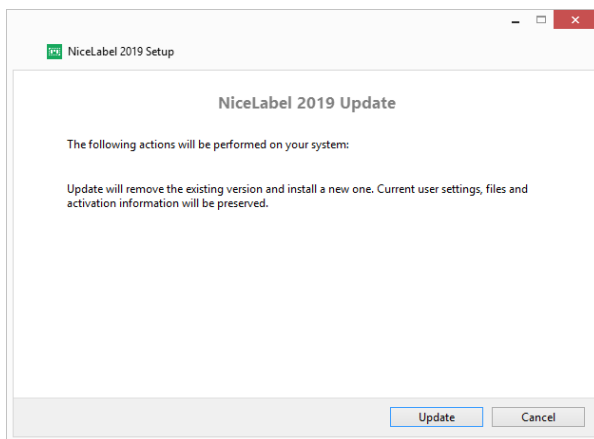 NiceLabel 2019 Setup
NiceLabel 2019 Update
The following actions will be performed on your system:
Update will remove the existing version and install a new one. Current user settings, files and
activation information will be preserved.
Update
Cancel